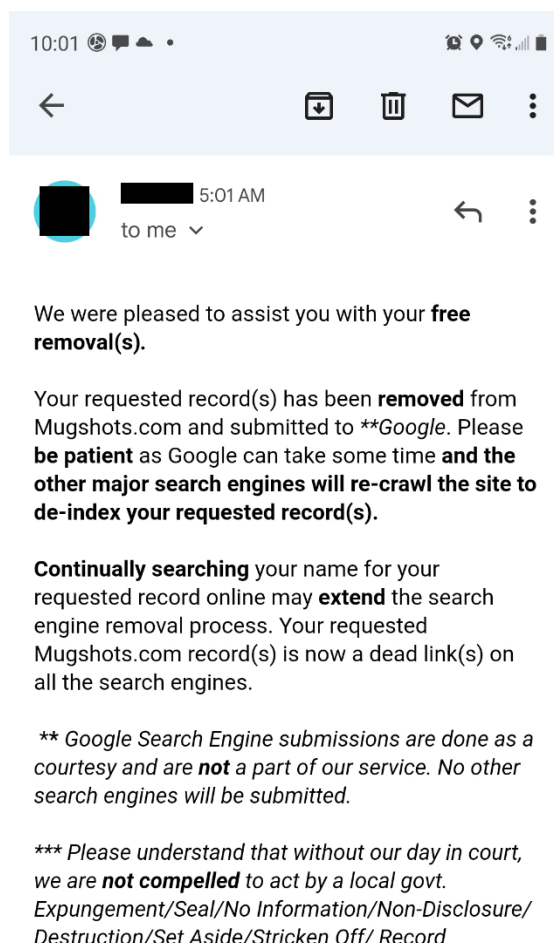 10:01
5:01 AM
to me
We were pleased to assist you with your free
removal(s).
Your requested record(s) has been removed from
Mugshots.com and submitted to **Google. Please
be patient as Google can take some time and the
other major search engines will re-crawl the site to
de-index your requested record(s).
Continually searching your name for your
requested record online may extend the search
engine removal process. Your requested
Mugshots.com record(s) is now a dead link(s) on
all the search engines.
** Google Search Engine submissions are done as a
courtesy and are not a part of our service. No other
search engines will be submitted.
*** Please understand that without our day in court,
we are not compelled to act by a local govt.
Expungement/Seal/No Information/Non-Disclosure/
Destruction/Set Aside/Stricken Off/ Record